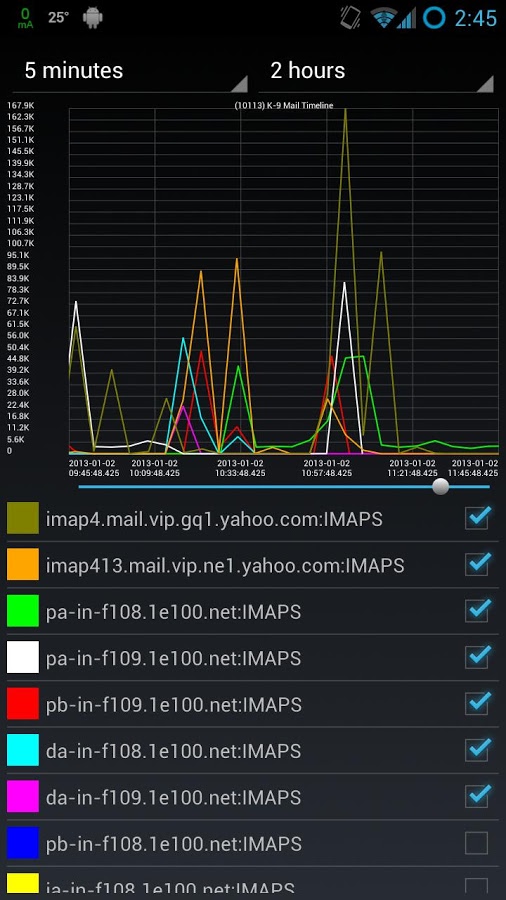 0
mA
25°
2:45
5 minutes
2 hours
(10113) K-9 Mail Timeline
167.9K
162.3K
156.7K
151.1K
145.5K
139.9K
134.3K
128.7K
123.1K
117.5K
111.9K
106.3K
100.7K
95.1K
89.5K
83.9K
78.3K
72.7K
67.1K
61.5K
56.0K
50.4K
44.8K
39.2K
33.6K
28.0K
22.4K
16.8K
11.2K
5.6K
0
2013-01-02 2013-01-02 2013-01-02 2013-01-02 2013-01-02 2013-01-02
09:45:48.425 10:09:48.425 10:33:48.425 10:57:48.425 11:21:48.425 11:45:48.425
imap4.mail.vip.gq1.yahoo.com:IMAPS
imap413.mail.vip.ne1.yahoo.com:IMAPS
pa-in-f108.1e100.net:IMAPS
pa-in-f109.1e100.net:IMAPS
pb-in-f109.1e100.net:IMAPS
da-in-f108.1e100.net:IMAPS
da-in-f109.1e100.net:IMAPS
pb-in-f108.1e100.net:IMAPS